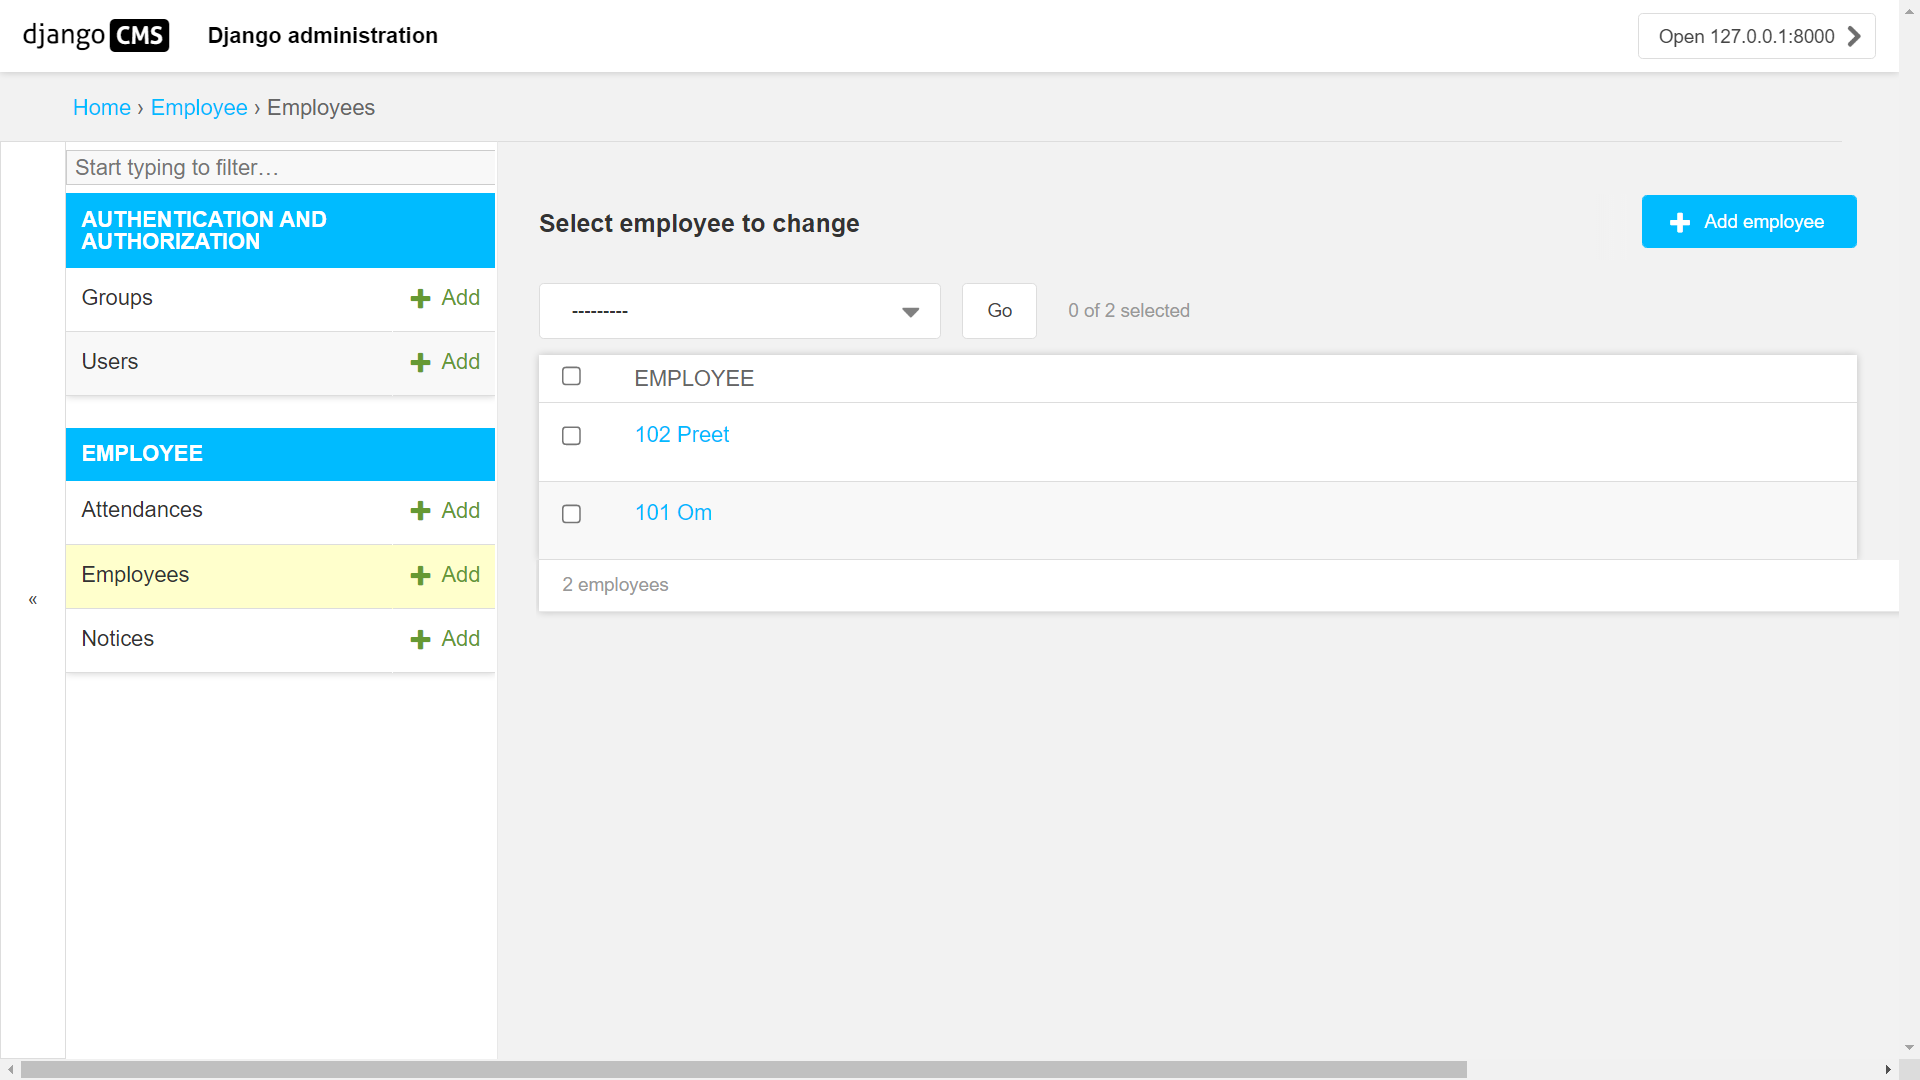 django CMS
Django administration
Open 127.0.0.1:8000
Home › Employee › Employees
Start typing to filter…
AUTHENTICATION AND
AUTHORIZATION
Groups
Add
Users
Add
EMPLOYEE
Attendances
Add
Employees
Add
Notices
Add
«
Select employee to change
Add employee
---------
Go
0 of 2 selected
EMPLOYEE
102 Preet
101 Om
2 employees